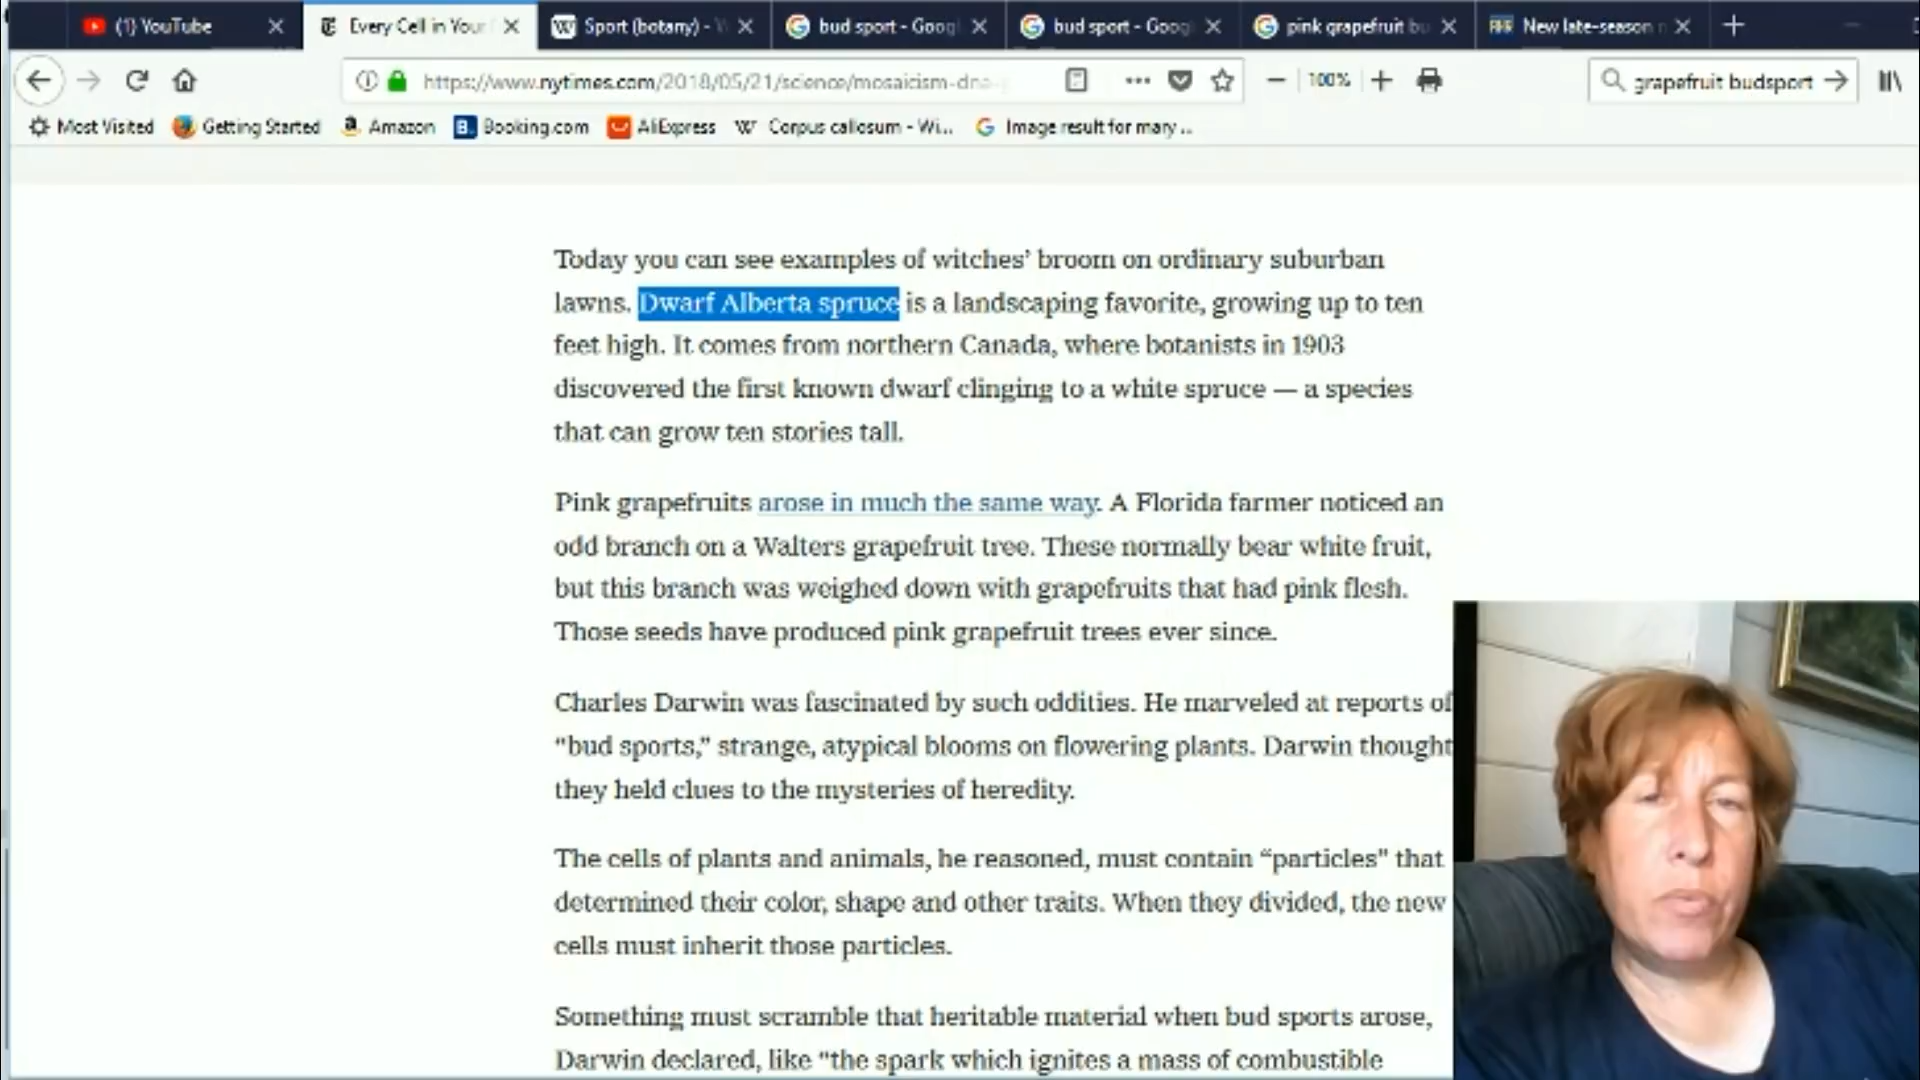 (1) YouTube
Every Cell in Your
Sport (botany) -
bud sport - Googl
bud sport - Googl
pink grapefruit bu
New late-season
https://www.nytimes.com/2018/05/21/science/mosaicism-dna-
100%
grapefruit budsport
Most Visited
Getting Started
Amazon
Booking.com
AliExpress
Corpus callosum - Wi...
Image result for mary ...
Today you can see examples of witches’ broom on ordinary suburban
lawns. Dwarf Alberta spruce is a landscaping favorite, growing up to ten
feet high. It comes from northern Canada, where botanists in 1903
discovered the first known dwarf clinging to a white spruce — a species
that can grow ten stories tall.
Pink grapefruits arose in much the same way. A Florida farmer noticed an
odd branch on a Walters grapefruit tree. These normally bear white fruit,
but this branch was weighed down with grapefruits that had pink flesh.
Those seeds have produced pink grapefruit trees ever since.
Charles Darwin was fascinated by such oddities. He marveled at reports of
“bud sports,” strange, atypical blooms on flowering plants. Darwin thought
they held clues to the mysteries of heredity.
The cells of plants and animals, he reasoned, must contain “particles” that
determined their color, shape and other traits. When they divided, the new
cells must inherit those particles.
Something must scramble that heritable material when bud sports arose,
Darwin declared, like “the spark which ignites a mass of combustible